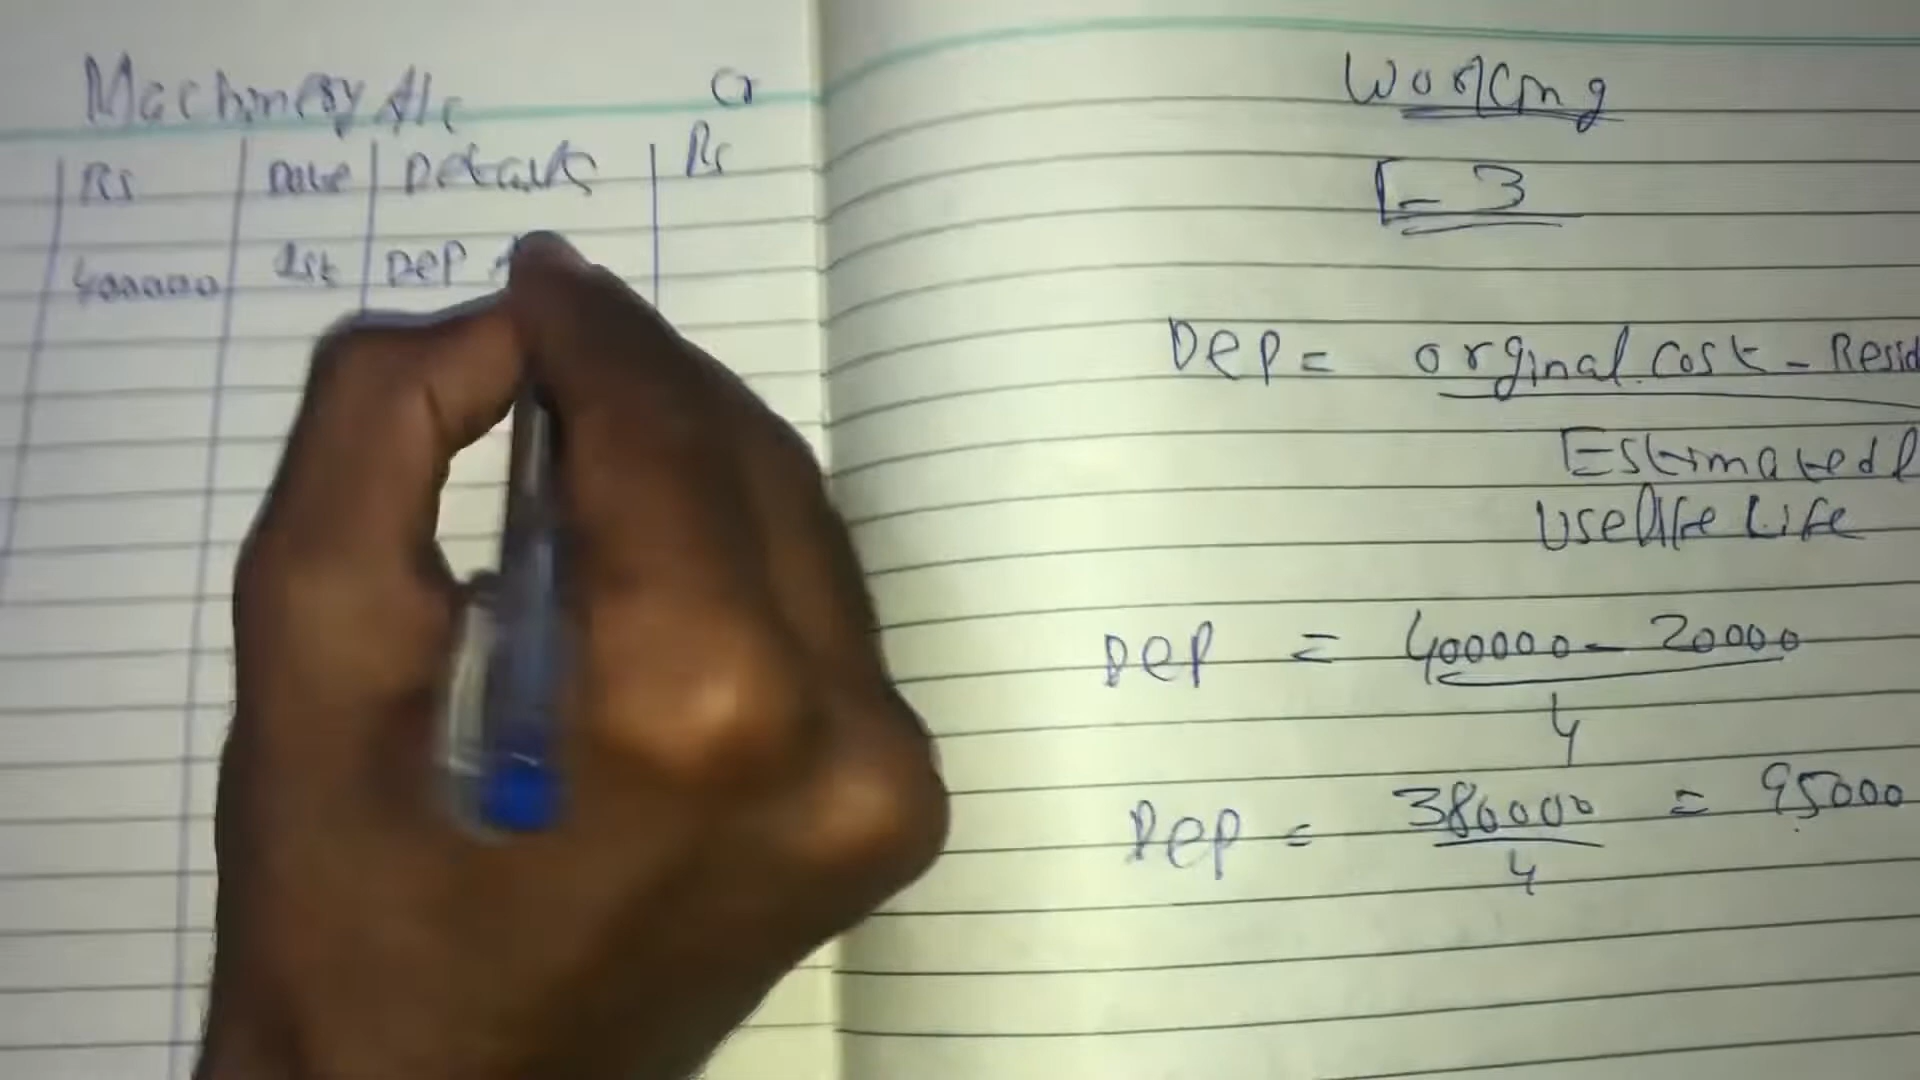 Machinery A/c Cr
Rs Date Details Rs
400000 1st Dep
Working
E-3
Dep = orginal cost - Resid
Estimated
Life
Dep = 400000 - 20000
4
Dep = 380000 = 95000
4